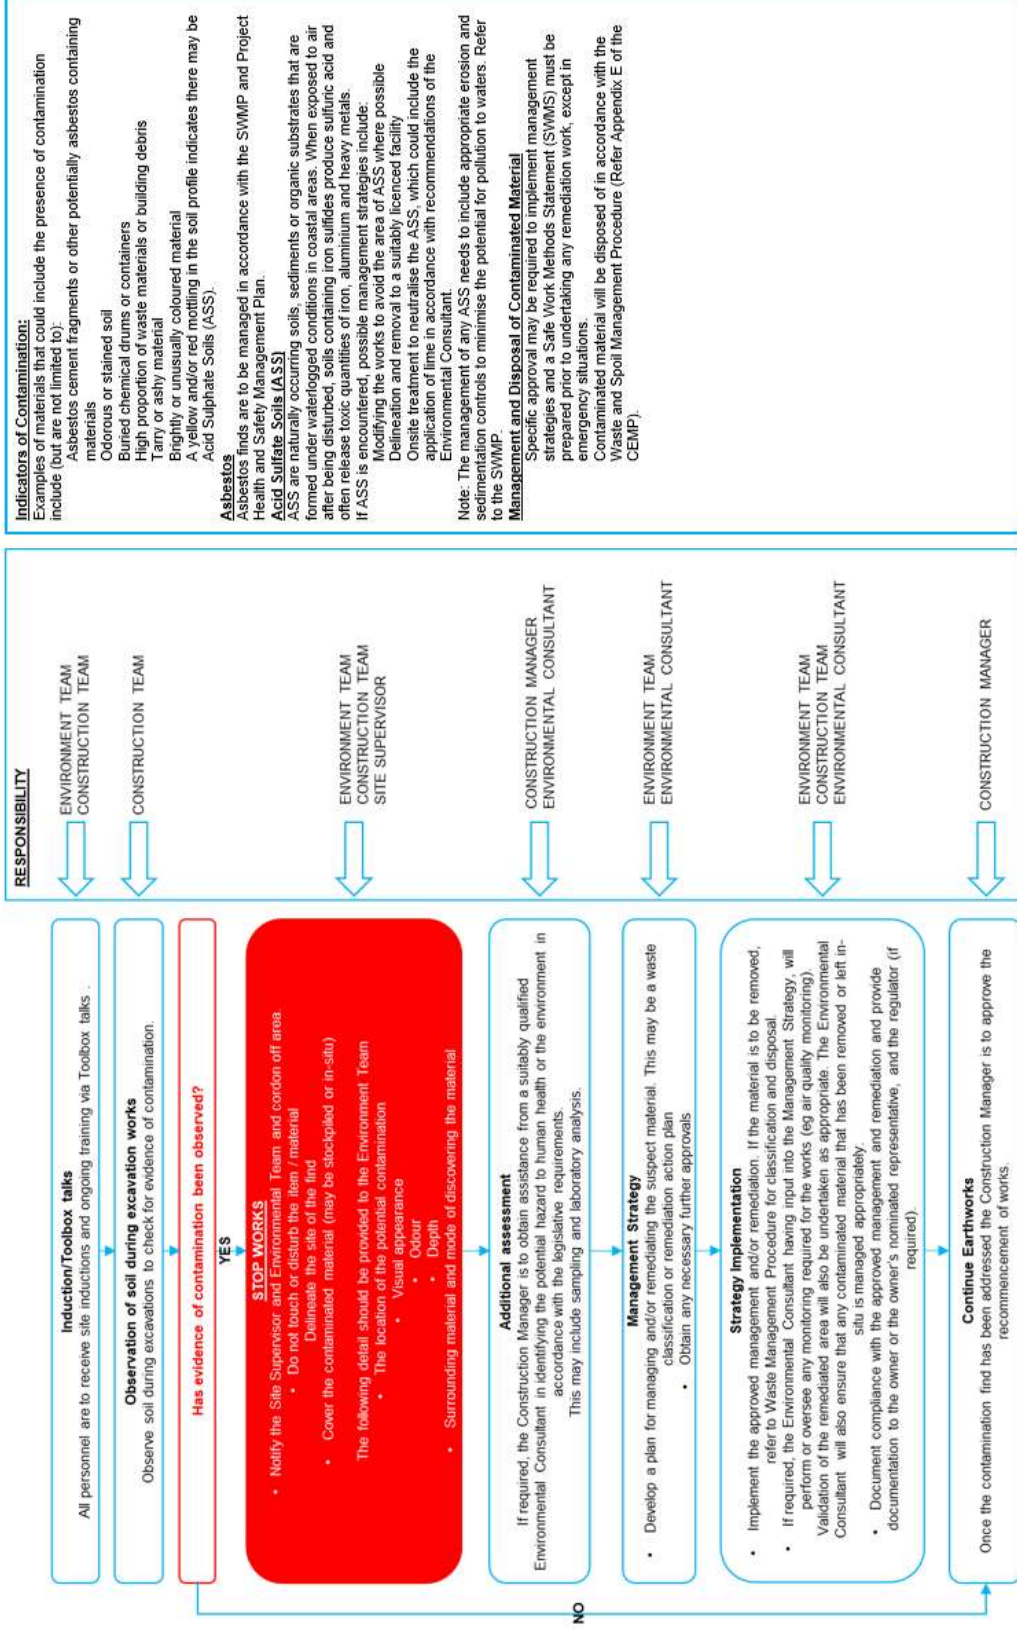 Induction/Toolbox talks
All personnel are to receive site inductions and ongoing training via Toolbox talks .
Observation of soil during excavation works
Observe soil during excavations to check for evidence of contamination.
Has evidence of contamination been observed?
YES
NO
STOP WORKS
• Notify the Site Supervisor and Environmental Team and cordon off area
• Do not touch or disturb the item / material
Delineate the site of the find
• Cover the contaminated material (may be stockpiled or in-situ)
The following detail should be provided to the Environment Team
• The location of the potential contamination
• Visual appearance
• Odour
• Depth
• Surrounding material and mode of discovering the material
Additional assessment
If required, the Construction Manager is to obtain assistance from a suitably qualified
Environmental Consultant in identifying the potential hazard to human health or the environment in
accordance with the legislative requirements.
This may include sampling and laboratory analysis.
Management Strategy
• Develop a plan for managing and/or remediating the suspect material. This may be a waste
classification or remediation action plan
• Obtain any necessary further approvals
Strategy Implementation
• Implement the approved management and/or remediation. If the material is to be removed,
refer to Waste Management Procedure for classification and disposal.
• If required, the Environmental Consultant having input into the Management Strategy, will
perform or oversee any monitoring required for the works (eg air quality monitoring).
Validation of the remediated area will also be undertaken as appropriate. The Environmental
Consultant will also ensure that any contaminated material that has been removed or left in-
situ is managed appropriately.
• Document compliance with the approved management and remediation and provide
documentation to the owner or the owner's nominated representative, and the regulator (if
required).
Continue Earthworks
Once the contamination find has been addressed the Construction Manager is to approve the
recommencement of works.
RESPONSIBILITY
ENVIRONMENT TEAM
CONSTRUCTION TEAM
CONSTRUCTION TEAM
ENVIRONMENT TEAM
CONSTRUCTION TEAM
SITE SUPERVISOR
CONSTRUCTION MANAGER
ENVIRONMENTAL CONSULTANT
ENVIRONMENT TEAM
ENVIRONMENTAL CONSULTANT
ENVIRONMENT TEAM
CONSTRUCTION TEAM
ENVIRONMENTAL CONSULTANT
CONSTRUCTION MANAGER
Indicators of Contamination:
Examples of materials that could include the presence of contamination
include (but are not limited to):
Asbestos cement fragments or other potentially asbestos containing
materials
Odorous or stained soil
Buried chemical drums or containers
High proportion of waste materials or building debris
Tarry or ashy material
Brightly or unusually coloured material
A yellow and/or red mottling in the soil profile indicates there may be
Acid Sulphate Soils (ASS).
Asbestos
Asbestos finds are to be managed in accordance with the SWMP and Project
Health and Safety Management Plan.
Acid Sulfate Soils (ASS)
ASS are naturally occurring soils, sediments or organic substrates that are
formed under waterlogged conditions in coastal areas. When exposed to air
after being disturbed, soils containing iron sulfides produce sulfuric acid and
often release toxic quantities of iron, aluminium and heavy metals.
If ASS is encountered, possible management strategies include:
Modifying the works to avoid the area of ASS where possible
Delineation and removal to a suitably licenced facility
Onsite treatment to neutralise the ASS, which could include the
application of lime in accordance with recommendations of the
Environmental Consultant.
Note: The management of any ASS needs to include appropriate erosion and
sedimentation controls to minimise the potential for pollution to waters. Refer
to the SWMP.
Management and Disposal of Contaminated Material
Specific approval may be required to implement management
strategies and a Safe Work Methods Statement (SWMS) must be
prepared prior to undertaking any remediation work, except in
emergency situations.
Contaminated material will be disposed of in accordance with the
Waste and Spoil Management Procedure (Refer Appendix E of the
CEMP).